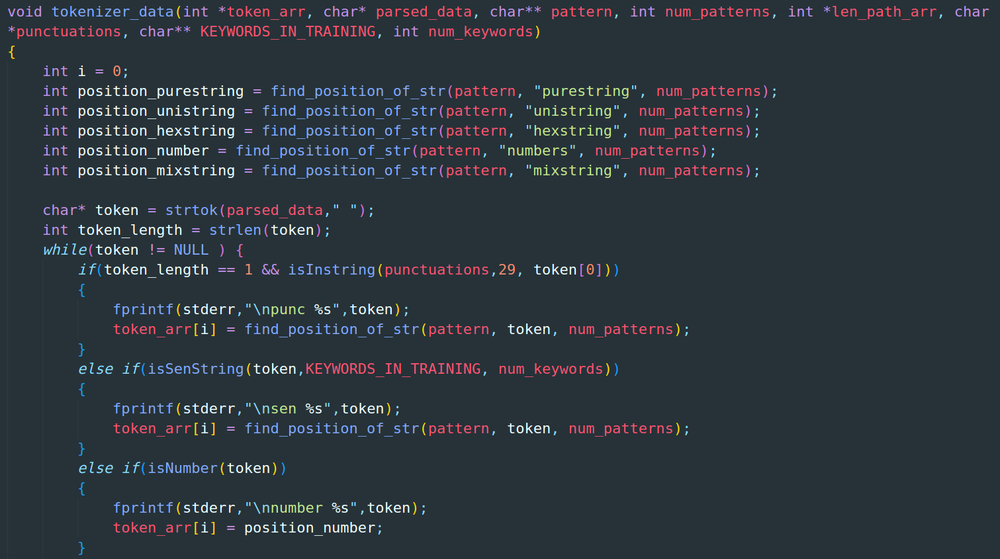 void tokenizer_data(int *token_arr, char* parsed_data, char** pattern, int num_patterns, int *len_path_arr, char
*punctuations, char** KEYWORDS_IN_TRAINING, int num_keywords)
{
    int i = 0;
    int position_purestring = find_position_of_str(pattern, "purestring", num_patterns);
    int position_unistring = find_position_of_str(pattern, "unistring", num_patterns);
    int position_hexstring = find_position_of_str(pattern, "hexstring", num_patterns);
    int position_number = find_position_of_str(pattern, "numbers", num_patterns);
    int position_mixstring = find_position_of_str(pattern, "mixstring", num_patterns);

    char* token = strtok(parsed_data," ");
    int token_length = strlen(token);
    while(token != NULL ) {
        if(token_length == 1 && isInstring(punctuations,29, token[0]))
        {
            fprintf(stderr,"\npunc %s",token);
            token_arr[i] = find_position_of_str(pattern, token, num_patterns);
        }
        else if(isSenString(token,KEYWORDS_IN_TRAINING, num_keywords))
        {
            fprintf(stderr,"\nsen %s",token);
            token_arr[i] = find_position_of_str(pattern, token, num_patterns);
        }
        else if(isNumber(token))
        {
            fprintf(stderr,"\nnumber %s",token);
            token_arr[i] = position_number;
        }